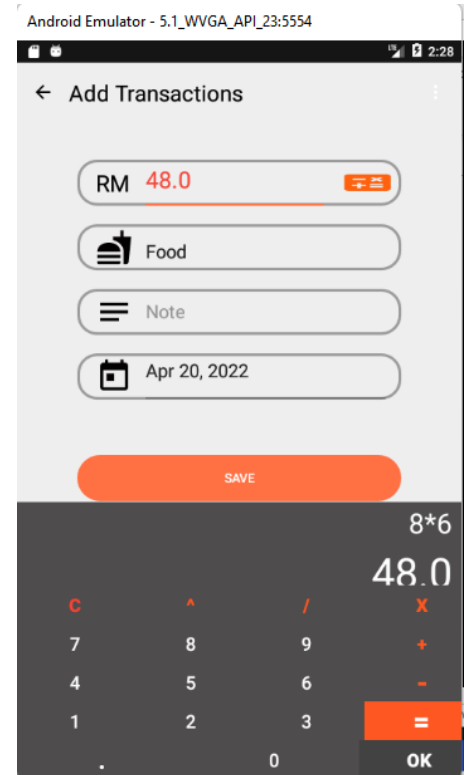 Android Emulator - 5.1_WVGA_API_23:5554
2:28
Add Transactions
RM 48.0
Food
Note
Apr 20, 2022
SAVE
8*6
48.0
C ^ / X
7 8 9 +
4 5 6 -
1 2 3 =
. 0 OK